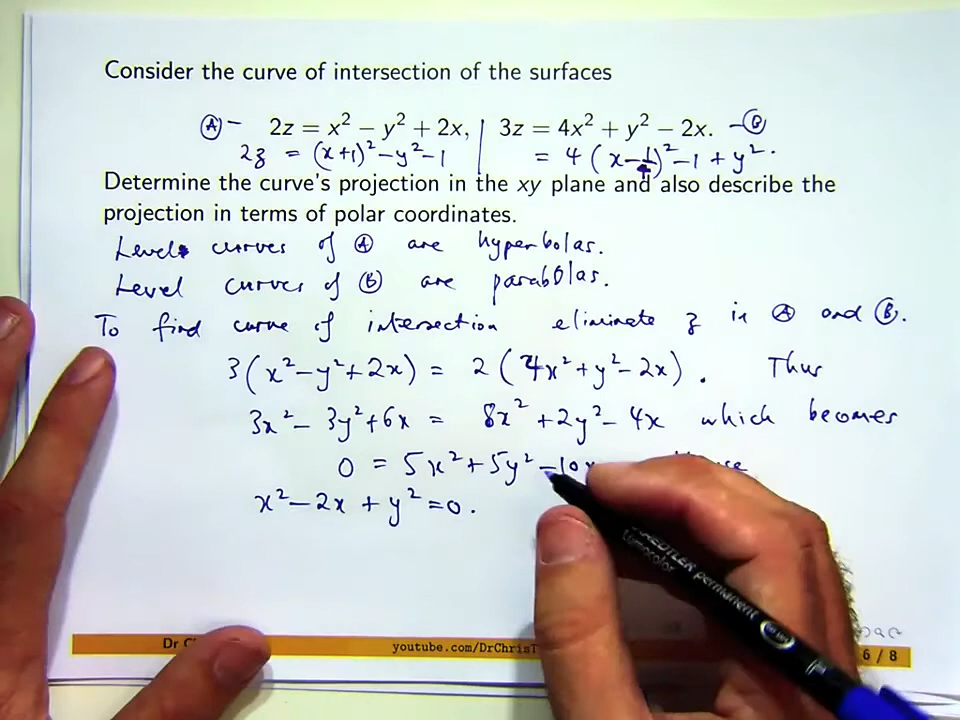 Consider the curve of intersection of the surfaces
Ⓐ – 2z = x² − y² + 2x, | 3z = 4x² + y² − 2x. – Ⓑ
2z = (x+1)² − y² − 1 | = 4(x − 1/4)² − 1 + y².
Determine the curve's projection in the xy plane and also describe the
projection in terms of polar coordinates.
Level curves of Ⓐ are hyperbolas.
Level curves of Ⓑ are parabolas.
To find curve of intersection eliminate z in Ⓐ and Ⓑ.
3(x² − y² + 2x) = 2(4x² + y² − 2x). Thus
3x² − 3y² + 6x = 8x² + 2y² − 4x which becomes
0 = 5x² + 5y² − 10x
x² − 2x + y² = 0.
youtube.com/DrChrisT
6 / 8